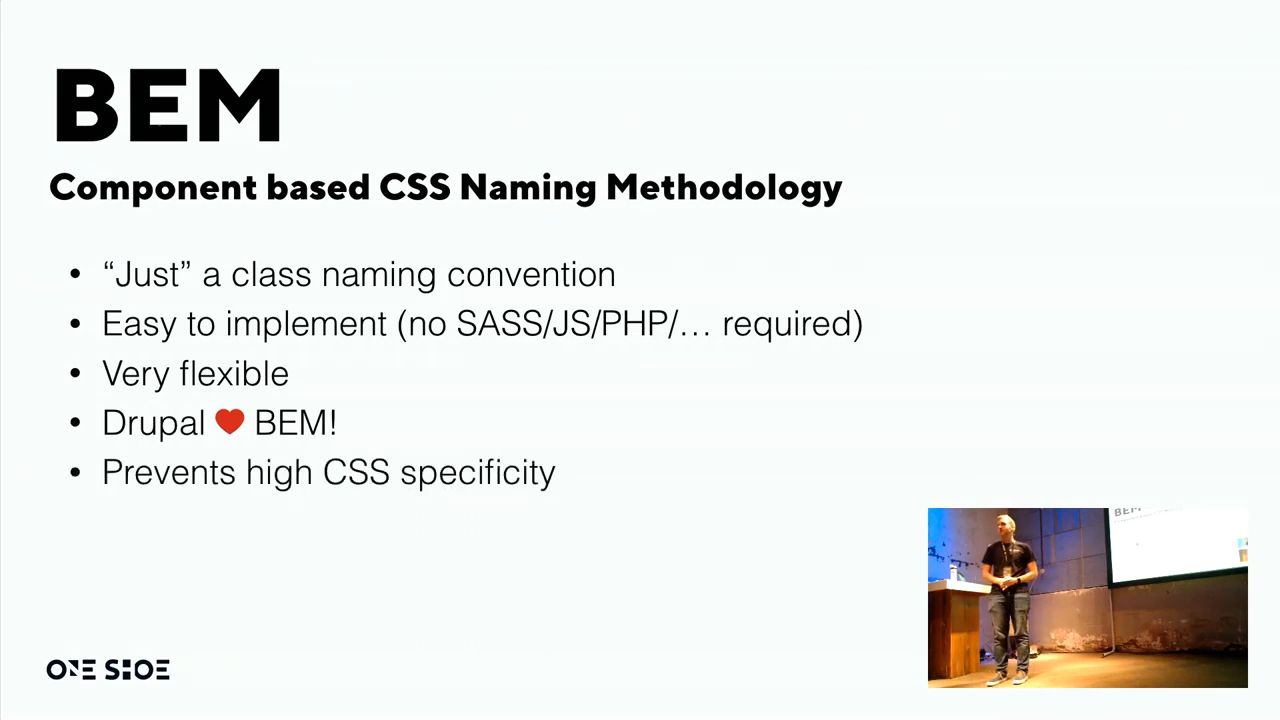 BEM
Component based CSS Naming Methodology
• “Just” a class naming convention
• Easy to implement (no SASS/JS/PHP/… required)
• Very flexible
• Drupal ❤ BEM!
• Prevents high CSS specificity
BEM
ONE SHOE